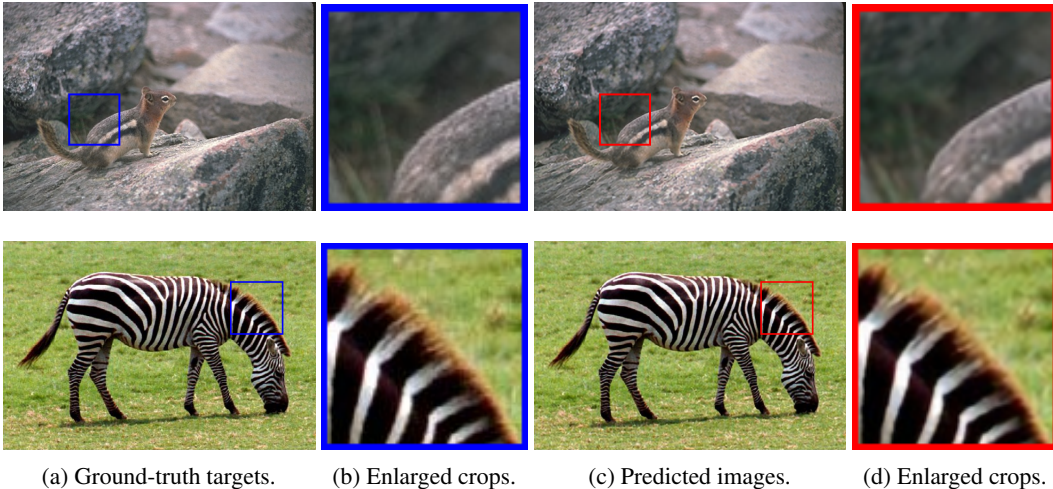 (a) Ground-truth targets.
(b) Enlarged crops.
(c) Predicted images.
(d) Enlarged crops.